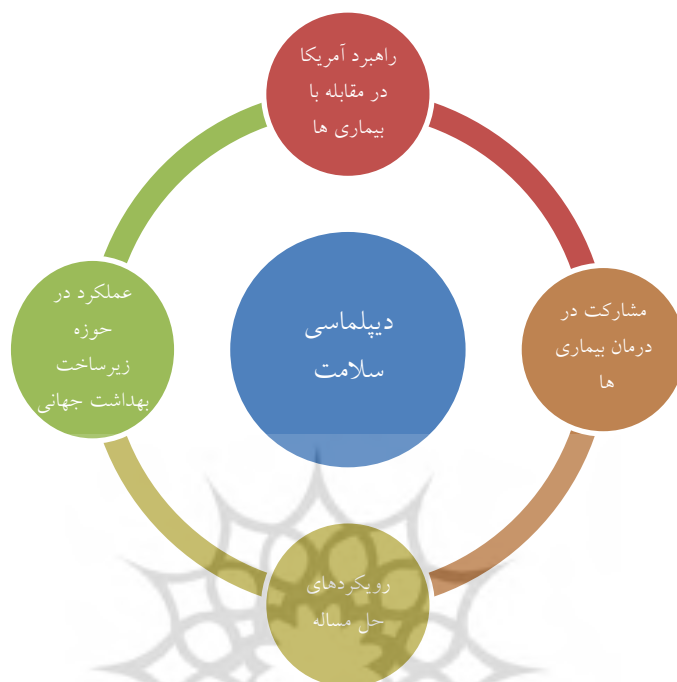 راهبرد آمریکا
در مقابله با
بیماری ها
دیپلماسی
سلامت
مشارکت در
درمان بیماری
ها
رویکردهای
حل مساله
عملکرد در
حوزه
زیرساخت
بهداشت جهانی